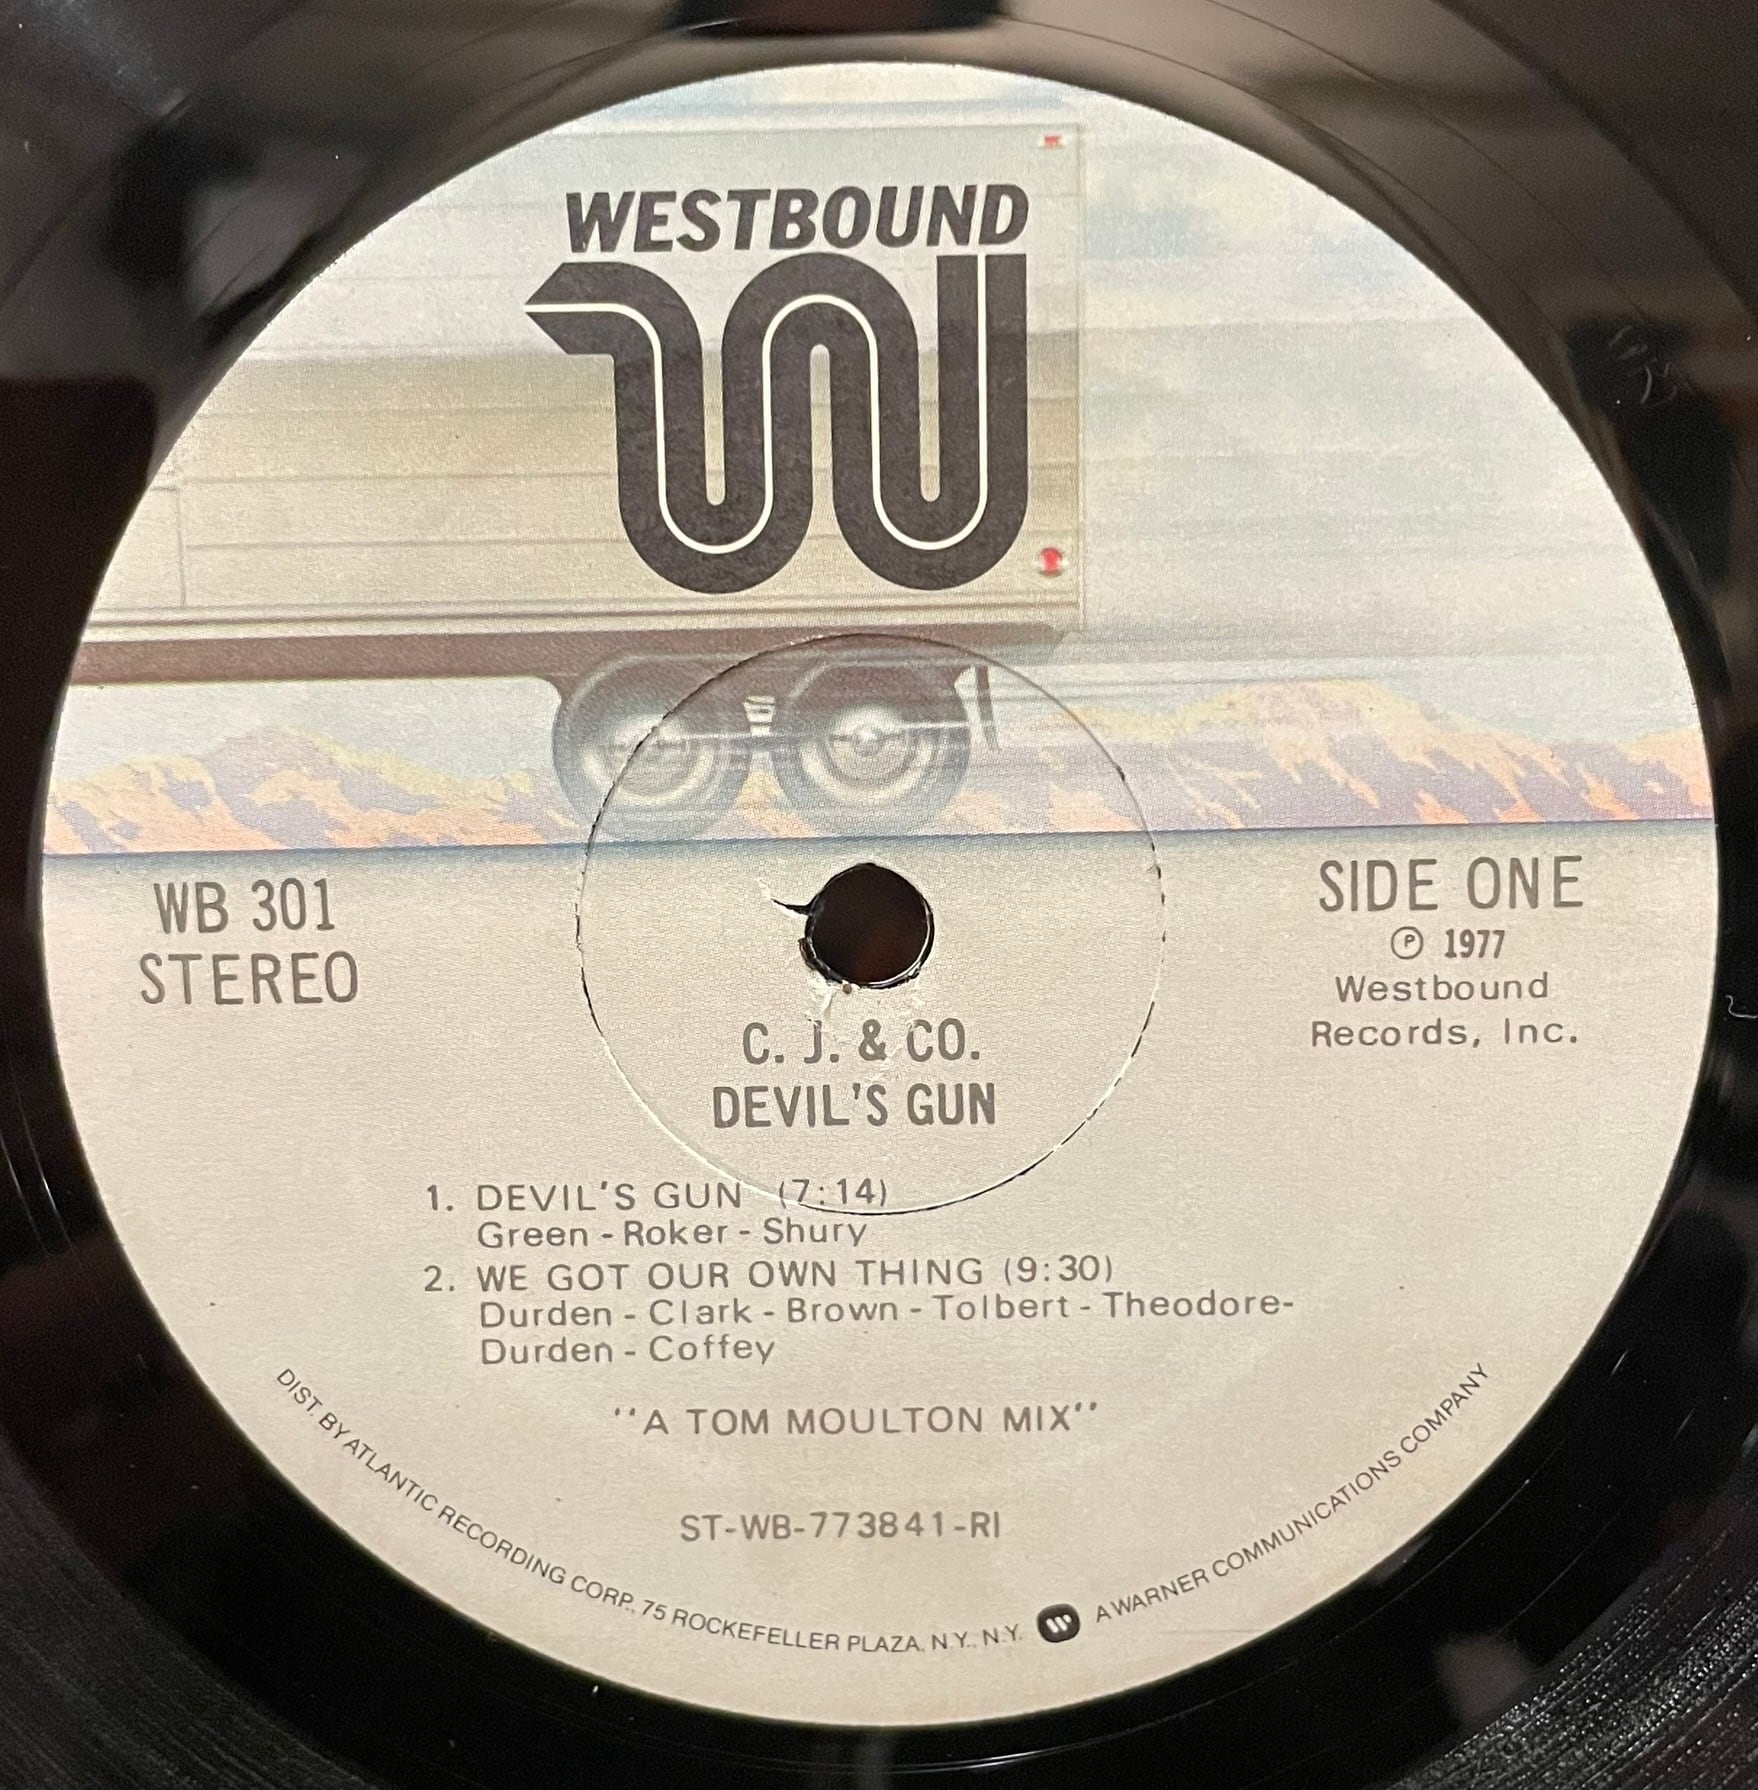 WESTBOUND
WB 301
STEREO
SIDE ONE
Ⓟ 1977
Westbound
Records, Inc.
C. J. & CO.
DEVIL'S GUN
1. DEVIL'S GUN (7:14)
Green - Roker - Shury
2. WE GOT OUR OWN THING (9:30)
Durden - Clark - Brown - Tolbert - Theodore-
Durden - Coffey
''A TOM MOULTON MIX''
ST-WB-773841-RI
DIST. BY ATLANTIC RECORDING CORP., 75 ROCKEFELLER PLAZA, N.Y., N.Y. A WARNER COMMUNICATIONS COMPANY